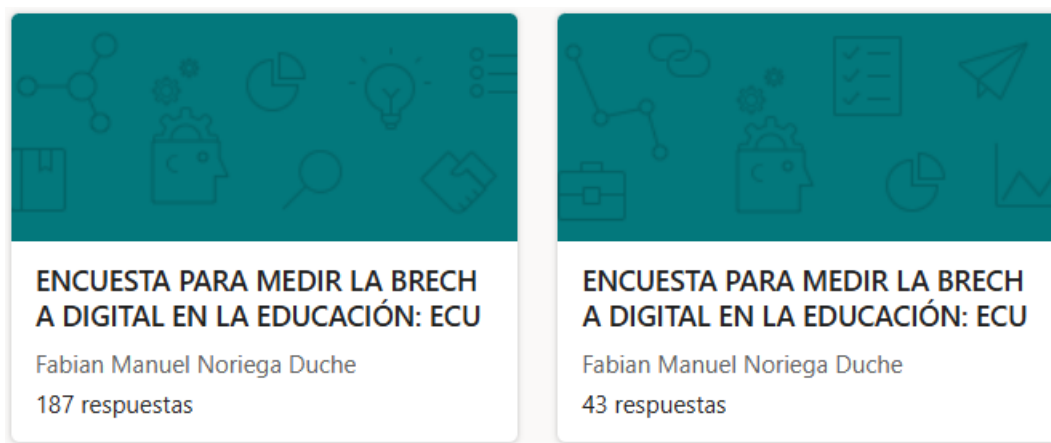 ENCUESTA PARA MEDIR LA BRECH
A DIGITAL EN LA EDUCACIÓN: ECU
Fabian Manuel Noriega Duche
187 respuestas
ENCUESTA PARA MEDIR LA BRECH
A DIGITAL EN LA EDUCACIÓN: ECU
Fabian Manuel Noriega Duche
43 respuestas